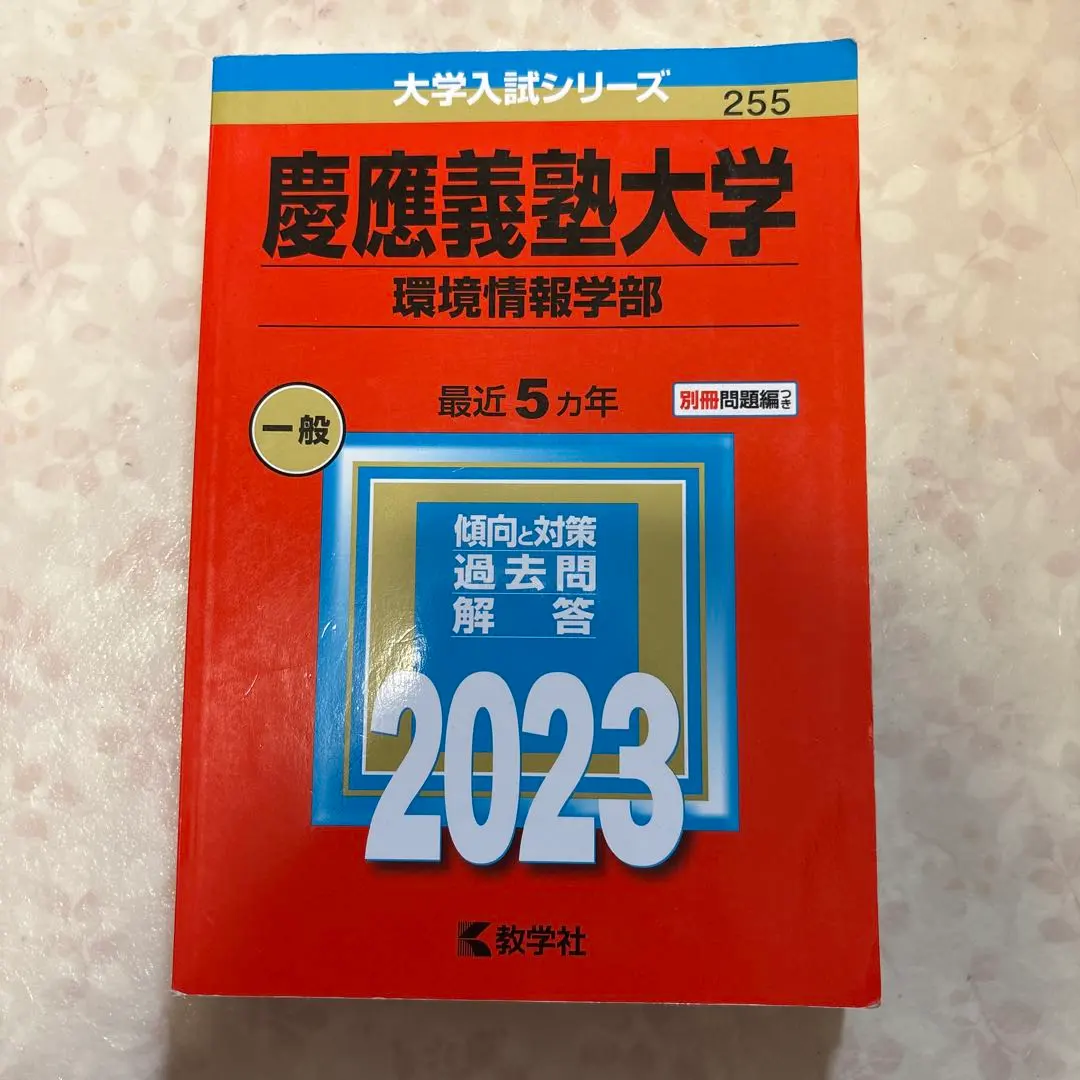 大学入試シリーズ
255
慶應義塾大学
環境情報学部
最近5ヵ年
別冊問題編つき
一般
傾向と対策
過去問
解答
2023
教学社